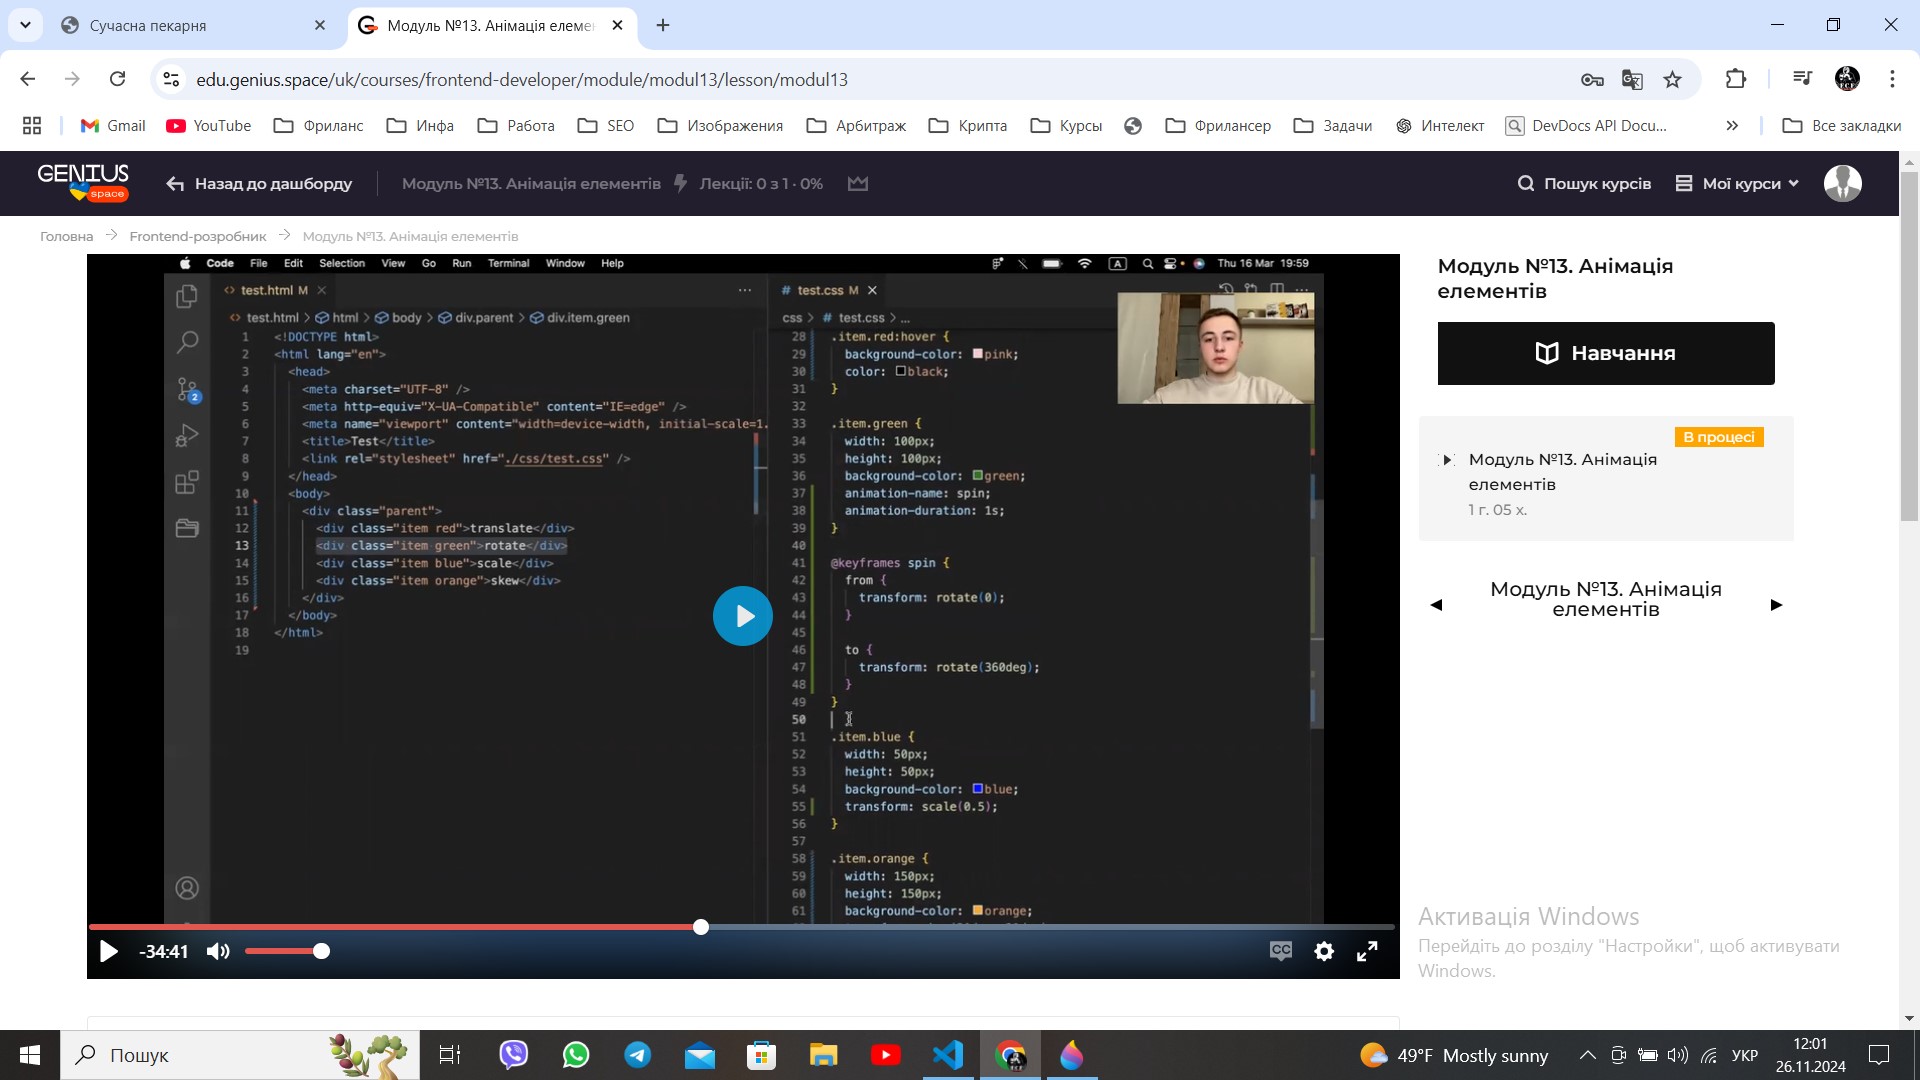 Сучасна пекарня
Модуль №13. Анімація елемен
edu.genius.space/uk/courses/frontend-developer/module/modul13/lesson/modul13
Gmail YouTube Фриланс Инфа Работа SEO Изображения Арбитраж Крипта Курсы Фрилансер Задачи Интелект DevDocs API Docu... » Все закладки
GENIUS
space
Назад до дашборду Модуль №13. Анімація елементів Лекції: 0 з 1 · 0% Пошук курсів Мої курси
Головна Frontend-розробник Модуль №13. Анімація елементів
Code File Edit Selection View Go Run Terminal Window Help A Thu 16 Mar 19:59
test.html M
test.html > html > body > div.parent > div.item.green
1 <!DOCTYPE html>
2 <html lang="en">
3 <head>
4 <meta charset="UTF-8" />
5 <meta http-equiv="X-UA-Compatible" content="IE=edge" />
6 <meta name="viewport" content="width=device-width, initial-scale=1.
7 <title>Test</title>
8 <link rel="stylesheet" href="./css/test.css" />
9 </head>
10 <body>
11 <div class="parent">
12 <div class="item red">translate</div>
13 <div class="item green">rotate</div>
14 <div class="item blue">scale</div>
15 <div class="item orange">skew</div>
16 </div>
17 </body>
18 </html>
19
2
# test.css M
css > # test.css > ...
28 .item.red:hover {
29 background-color: pink;
30 color: black;
31 }
32
33 .item.green {
34 width: 100px;
35 height: 100px;
36 background-color: green;
37 animation-name: spin;
38 animation-duration: 1s;
39 }
40
41 @keyframes spin {
42 from {
43 transform: rotate(0);
44 }
45
46 to {
47 transform: rotate(360deg);
48 }
49 }
50
51 .item.blue {
52 width: 50px;
53 height: 50px;
54 background-color: blue;
55 transform: scale(0.5);
56 }
57
58 .item.orange {
59 width: 150px;
60 height: 150px;
61 background-color: orange;
-34:41
CC
Модуль №13. Анімація
елементів
Навчання
В процесі
Модуль №13. Анімація
елементів
1 г. 05 х.
Модуль №13. Анімація
елементів
Активація Windows
Перейдіть до розділу "Настройки", щоб активувати
Windows.
Пошук
49°F Mostly sunny
УКР
12:01
26.11.2024